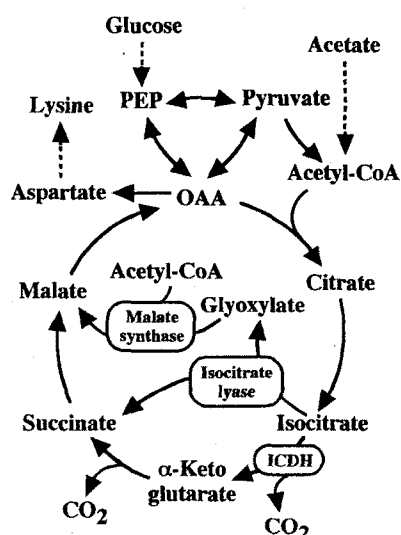 Glucose
Acetate
Lysine
PEP
Pyruvate
Aspartate
OAA
Acetyl-CoA
Acetyl-CoA
Citrate
Malate
Glyoxylate
Malate
synthase
Isocitrate
lyase
Succinate
Isocitrate
α-Keto
glutarate
ICDH
CO2
CO2